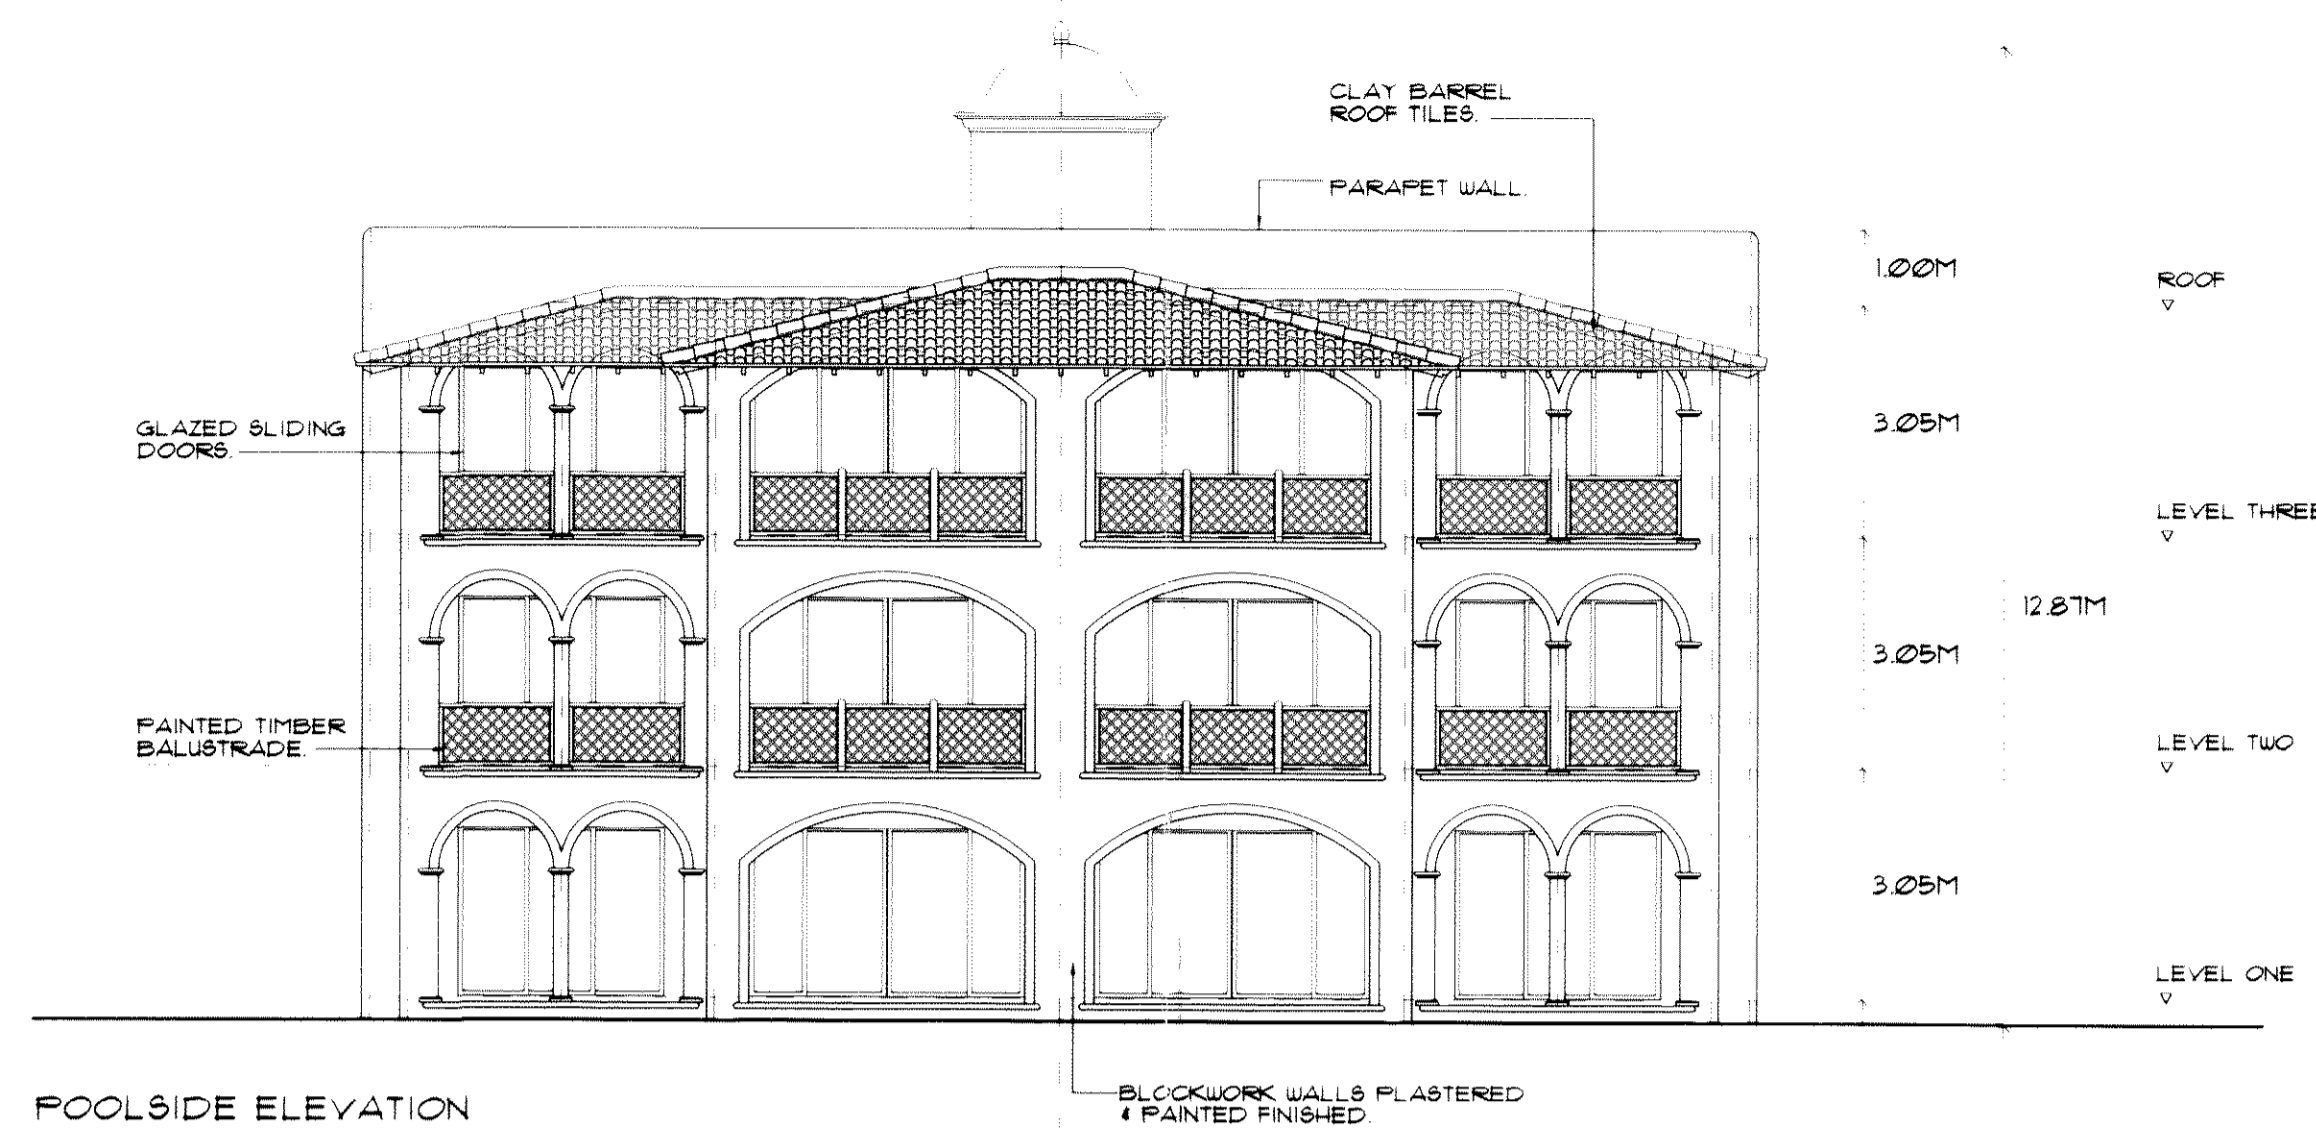 CLAY BARREL
ROOF TILES.
PARAPET WALL.
1.00M
ROOF
GLAZED SLIDING
DOORS.
3.05M
LEVEL THREE
12.87M
3.05M
PAINTED TIMBER
BALUSTRADE.
LEVEL TWO
3.05M
LEVEL ONE
BLOCKWORK WALLS PLASTERED
& PAINTED FINISHED.
POOLSIDE ELEVATION